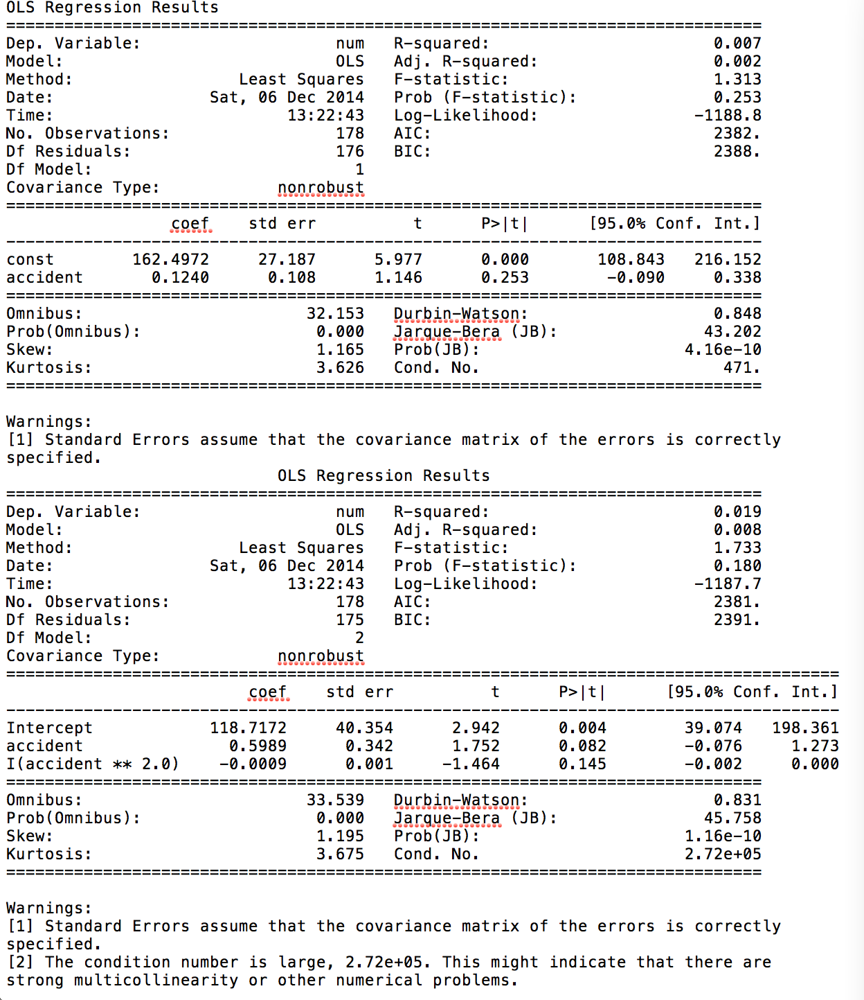 OLS Regression Results
==============================================================================
Dep. Variable:                    num   R-squared:                       0.007
Model:                            OLS   Adj. R-squared:                  0.002
Method:                 Least Squares   F-statistic:                     1.313
Date:                Sat, 06 Dec 2014   Prob (F-statistic):              0.253
Time:                        13:22:43   Log-Likelihood:                -1188.8
No. Observations:                 178   AIC:                             2382.
Df Residuals:                     176   BIC:                             2388.
Df Model:                           1
Covariance Type:            nonrobust
==============================================================================
                 coef    std err          t      P>|t|      [95.0% Conf. Int.]
------------------------------------------------------------------------------
const        162.4972     27.187      5.977      0.000       108.843   216.152
accident       0.1240      0.108      1.146      0.253        -0.090     0.338
==============================================================================
Omnibus:                       32.153   Durbin-Watson:                   0.848
Prob(Omnibus):                  0.000   Jarque-Bera (JB):               43.202
Skew:                           1.165   Prob(JB):                     4.16e-10
Kurtosis:                       3.626   Cond. No.                         471.
==============================================================================

Warnings:
[1] Standard Errors assume that the covariance matrix of the errors is correctly
specified.
                            OLS Regression Results
==============================================================================
Dep. Variable:                    num   R-squared:                       0.019
Model:                            OLS   Adj. R-squared:                  0.008
Method:                 Least Squares   F-statistic:                     1.733
Date:                Sat, 06 Dec 2014   Prob (F-statistic):              0.180
Time:                        13:22:43   Log-Likelihood:                -1187.7
No. Observations:                 178   AIC:                             2381.
Df Residuals:                     175   BIC:                             2391.
Df Model:                           2
Covariance Type:            nonrobust
======================================================================================
                         coef    std err          t      P>|t|      [95.0% Conf. Int.]
--------------------------------------------------------------------------------------
Intercept            118.7172     40.354      2.942      0.004        39.074   198.361
accident               0.5989      0.342      1.752      0.082        -0.076     1.273
I(accident ** 2.0)    -0.0009      0.001     -1.464      0.145        -0.002     0.000
==============================================================================
Omnibus:                       33.539   Durbin-Watson:                   0.831
Prob(Omnibus):                  0.000   Jarque-Bera (JB):               45.758
Skew:                           1.195   Prob(JB):                     1.16e-10
Kurtosis:                       3.675   Cond. No.                     2.72e+05
==============================================================================

Warnings:
[1] Standard Errors assume that the covariance matrix of the errors is correctly
specified.
[2] The condition number is large, 2.72e+05. This might indicate that there are
strong multicollinearity or other numerical problems.